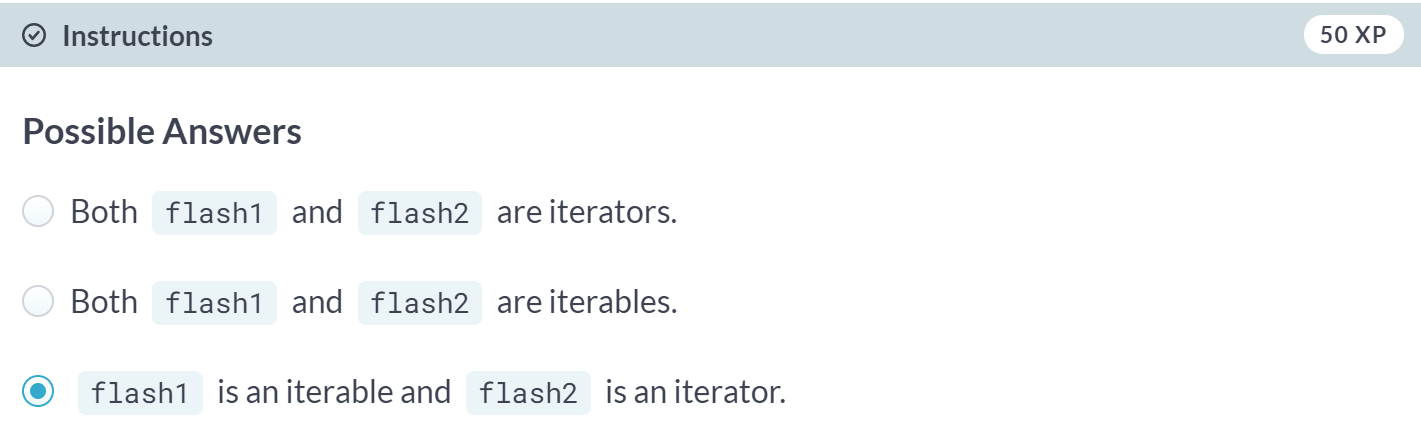 Instructions
50 XP
Possible Answers
Both flash1 and flash2 are iterators.
Both flash1 and flash2 are iterables.
flash1 is an iterable and flash2 is an iterator.